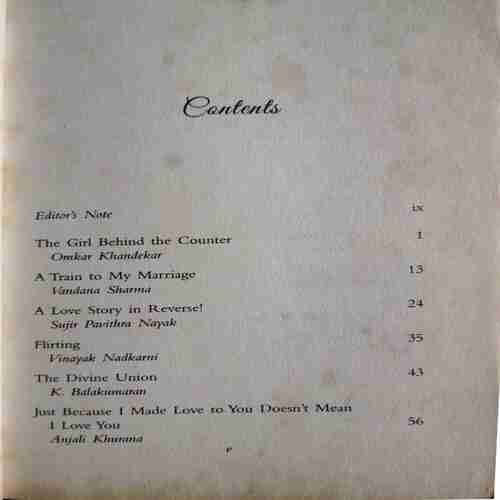 Contents
Editor's Note ix
The Girl Behind the Counter 1
Omkar Khandekar
A Train to My Marriage 13
Vandana Sharma
A Love Story in Reverse! 24
Sujir Pavithra Nayak
Flirting 35
Vinayak Nadkarni
The Divine Union 43
K. Balakumaran
Just Because I Made Love to You Doesn't Mean
I Love You 56
Anjali Khurana